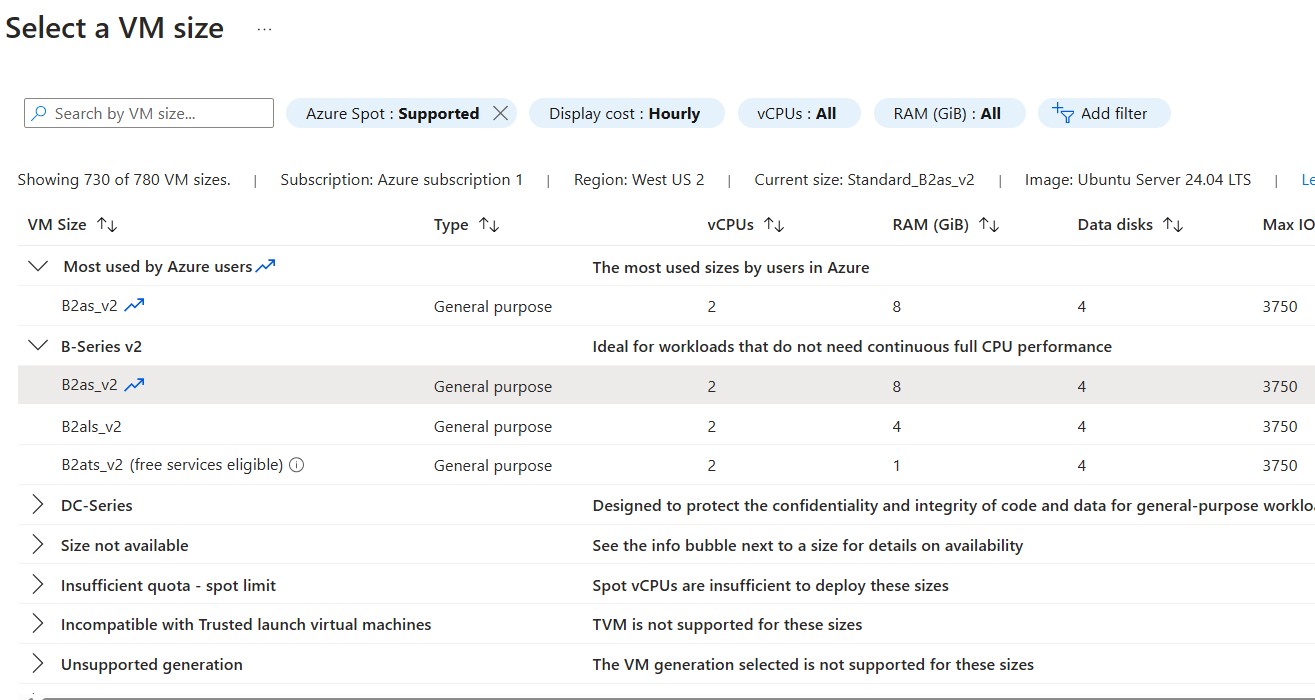 Select a VM size ...
Search by VM size... Azure Spot : Supported Display cost : Hourly vCPUs : All RAM (GiB) : All Add filter
Showing 730 of 780 VM sizes. | Subscription: Azure subscription 1 | Region: West US 2 | Current size: Standard_B2as_v2 | Image: Ubuntu Server 24.04 LTS | Le
VM Size Type vCPUs RAM (GiB) Data disks Max IO
Most used by Azure users The most used sizes by users in Azure
B2as_v2 General purpose 2 8 4 3750
B-Series v2 Ideal for workloads that do not need continuous full CPU performance
B2as_v2 General purpose 2 8 4 3750
B2als_v2 General purpose 2 4 4 3750
B2ats_v2 (free services eligible) General purpose 2 1 4 3750
DC-Series Designed to protect the confidentiality and integrity of code and data for general-purpose worklo
Size not available See the info bubble next to a size for details on availability
Insufficient quota - spot limit Spot vCPUs are insufficient to deploy these sizes
Incompatible with Trusted launch virtual machines TVM is not supported for these sizes
Unsupported generation The VM generation selected is not supported for these sizes